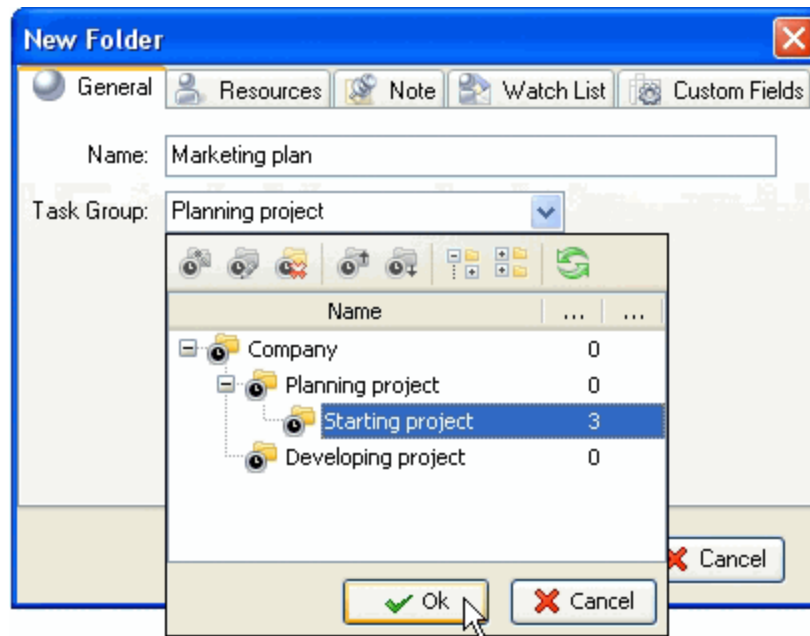 New Folder
General Resources Note Watch List Custom Fields
Name: Marketing plan
Task Group: Planning project
Name ... ...
Company 0
Planning project 0
Starting project 3
Developing project 0
Cancel
Ok Cancel